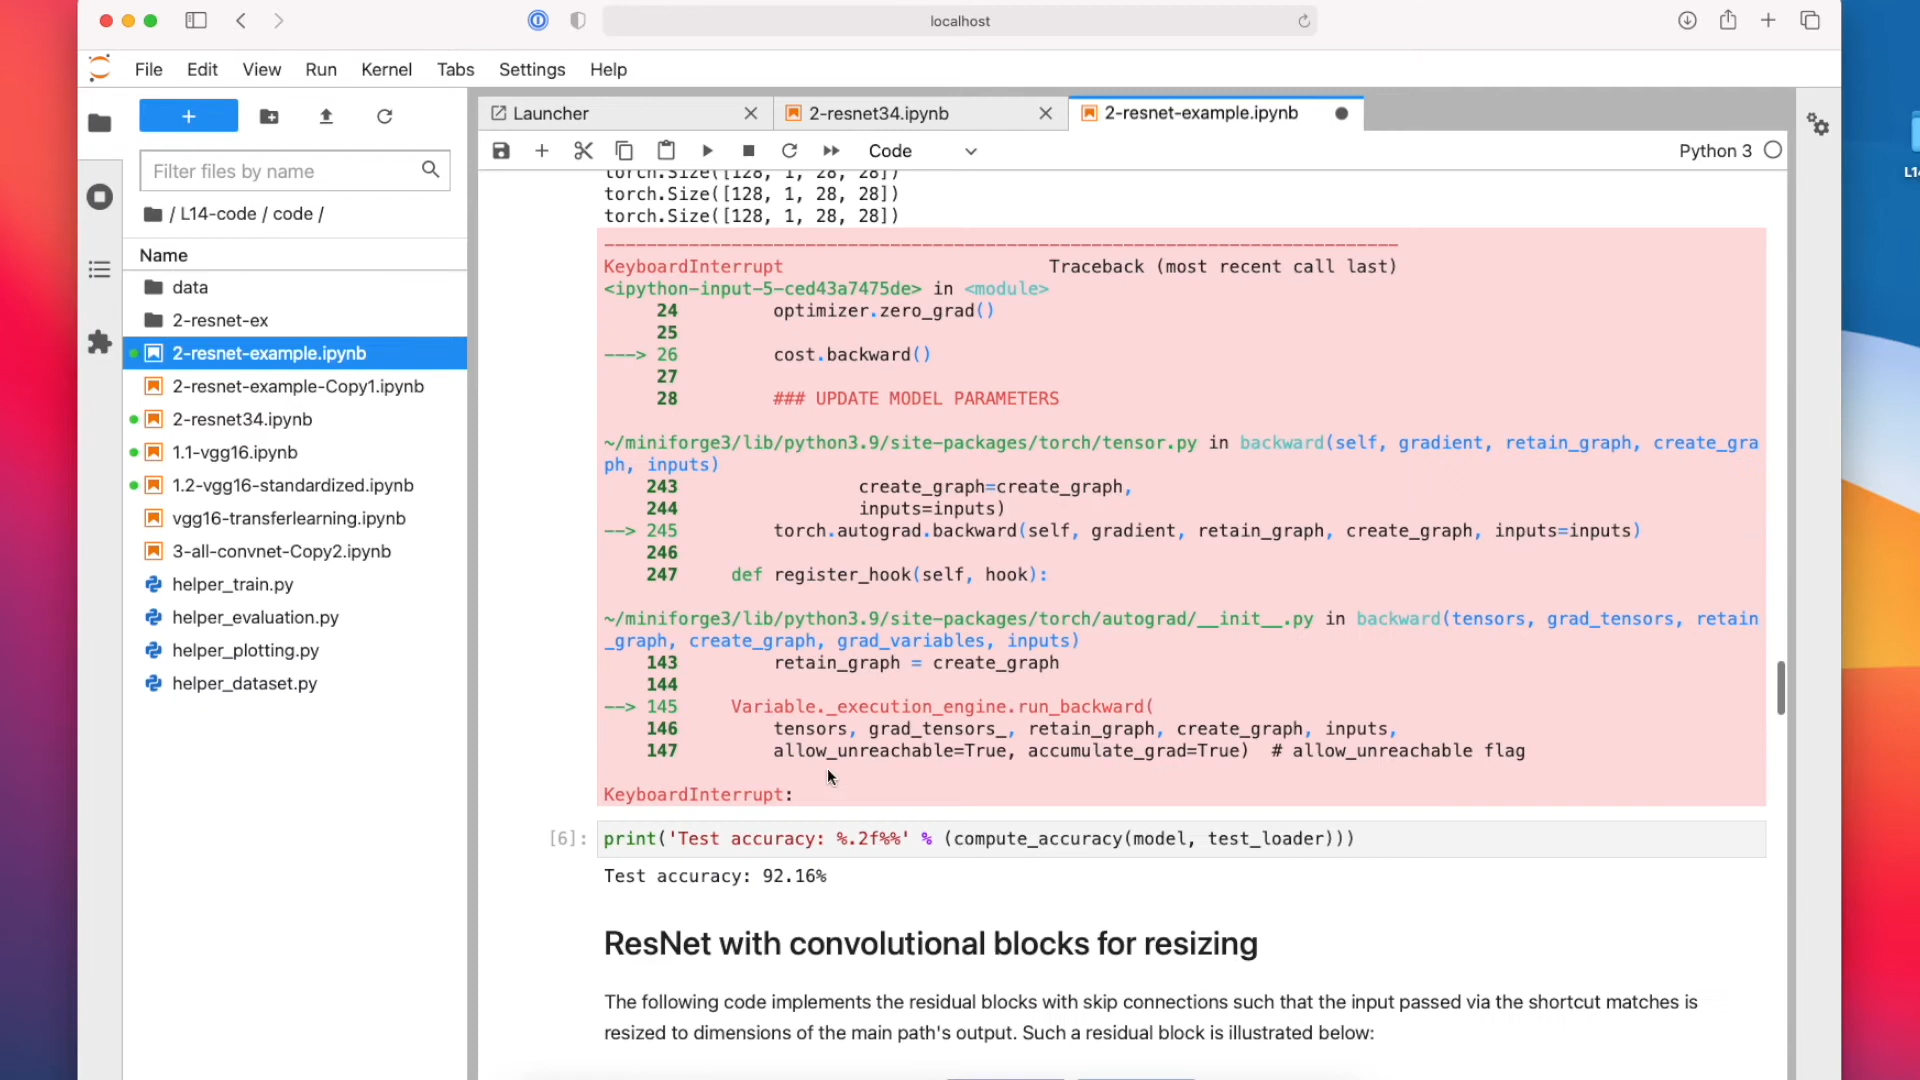 localhost
File Edit View Run Kernel Tabs Settings Help
Launcher 2-resnet34.ipynb 2-resnet-example.ipynb
Code Python 3
Filter files by name
/ L14-code / code /
Name
data
2-resnet-ex
2-resnet-example.ipynb
2-resnet-example-Copy1.ipynb
2-resnet34.ipynb
1.1-vgg16.ipynb
1.2-vgg16-standardized.ipynb
vgg16-transferlearning.ipynb
3-all-convnet-Copy2.ipynb
helper_train.py
helper_evaluation.py
helper_plotting.py
helper_dataset.py
torch.Size([128, 1, 28, 28])
torch.Size([128, 1, 28, 28])
torch.Size([128, 1, 28, 28])
---------------------------------------------------------------------------
KeyboardInterrupt Traceback (most recent call last)
<ipython-input-5-ced43a7475de> in <module>
24 optimizer.zero_grad()
25
---> 26 cost.backward()
27
28 ### UPDATE MODEL PARAMETERS
~/miniforge3/lib/python3.9/site-packages/torch/tensor.py in backward(self, gradient, retain_graph, create_gra
ph, inputs)
243 create_graph=create_graph,
244 inputs=inputs)
--> 245 torch.autograd.backward(self, gradient, retain_graph, create_graph, inputs=inputs)
246
247 def register_hook(self, hook):
~/miniforge3/lib/python3.9/site-packages/torch/autograd/__init__.py in backward(tensors, grad_tensors, retain
_graph, create_graph, grad_variables, inputs)
143 retain_graph = create_graph
144
--> 145 Variable._execution_engine.run_backward(
146 tensors, grad_tensors_, retain_graph, create_graph, inputs,
147 allow_unreachable=True, accumulate_grad=True) # allow_unreachable flag
KeyboardInterrupt:
[6]: print('Test accuracy: %.2f%%' % (compute_accuracy(model, test_loader)))
Test accuracy: 92.16%
ResNet with convolutional blocks for resizing
The following code implements the residual blocks with skip connections such that the input passed via the shortcut matches is
resized to dimensions of the main path's output. Such a residual block is illustrated below: